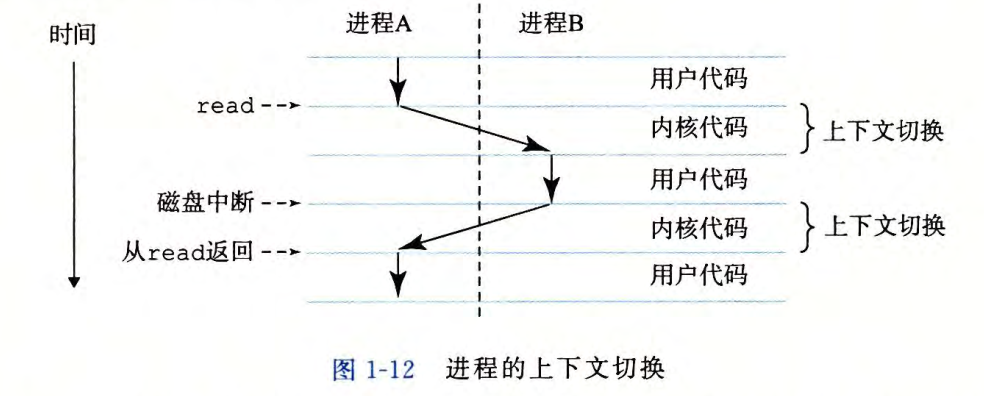 时间
进程A
进程B
用户代码
read
内核代码
上下文切换
用户代码
磁盘中断
内核代码
上下文切换
从read返回
用户代码
图 1-12 进程的上下文切换